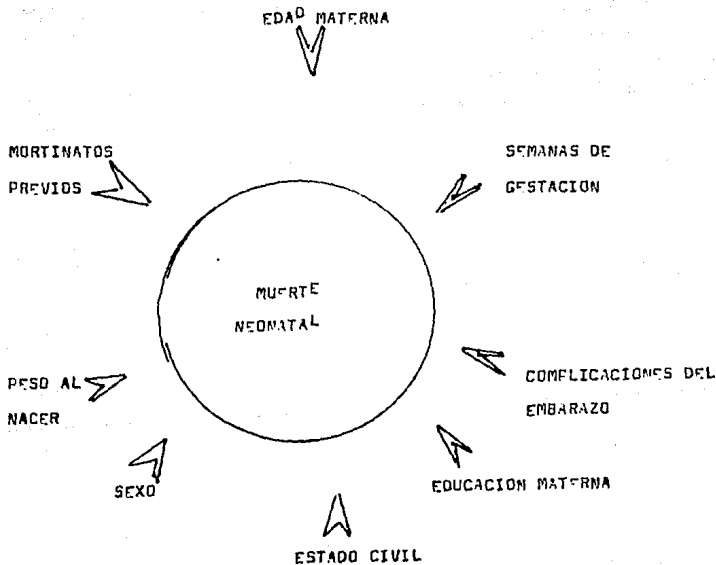 EDAD MATERNA
MORTINATOS
PREVIOS
SEMANAS DE
GESTACION
MUERTE
NEONATAL
PESO AL
NACER
COMPLICACIONES DEL
EMBARAZO
SEXO
EDUCACION MATERNA
ESTADO CIVIL